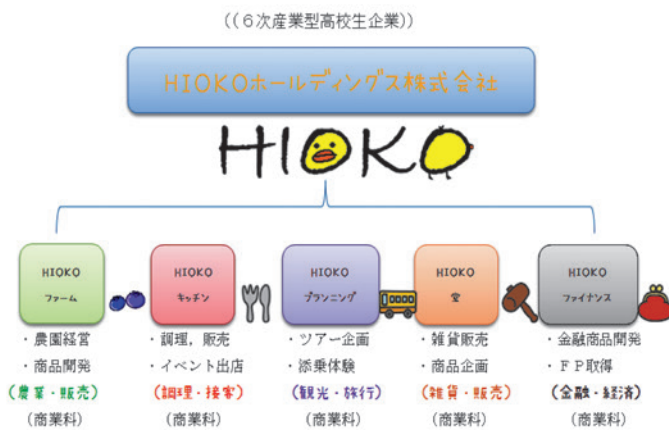 ((６次産業型高校生企業))
HIOKOホールディングス株式会社
HIOKO
HIOKO
ファーム
・農園経営
・商品開発
(農業・販売)
(商業科)
HIOKO
キッチン
・調理，販売
・イベント出店
(調理・接客)
(商業科)
HIOKO
プランニング
・ツアー企画
・添乗体験
(観光・旅行)
(商業科)
HIOKO
堂
・雑貨販売
・商品企画
(雑貨・販売)
(商業科)
HIOKO
ファイナンス
・金融商品開発
・ＦＰ取得
(金融・経済)
(商業科)